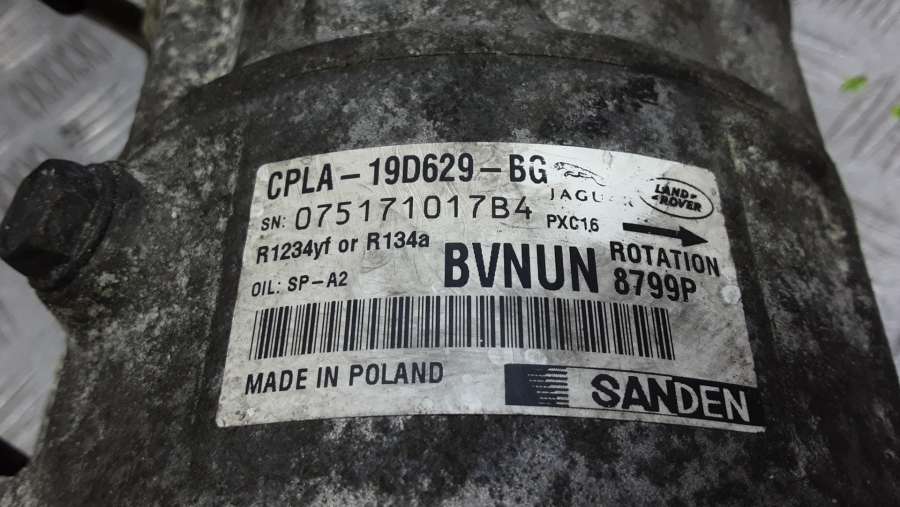 CPLA-19D629-BG
JAGUAR
LAND-
-ROVER
SN: 075171017B4
PXC16
R1234yf or R134a
BVNUN
ROTATION
8799P
OIL: SP-A2
MADE IN POLAND
SANDEN